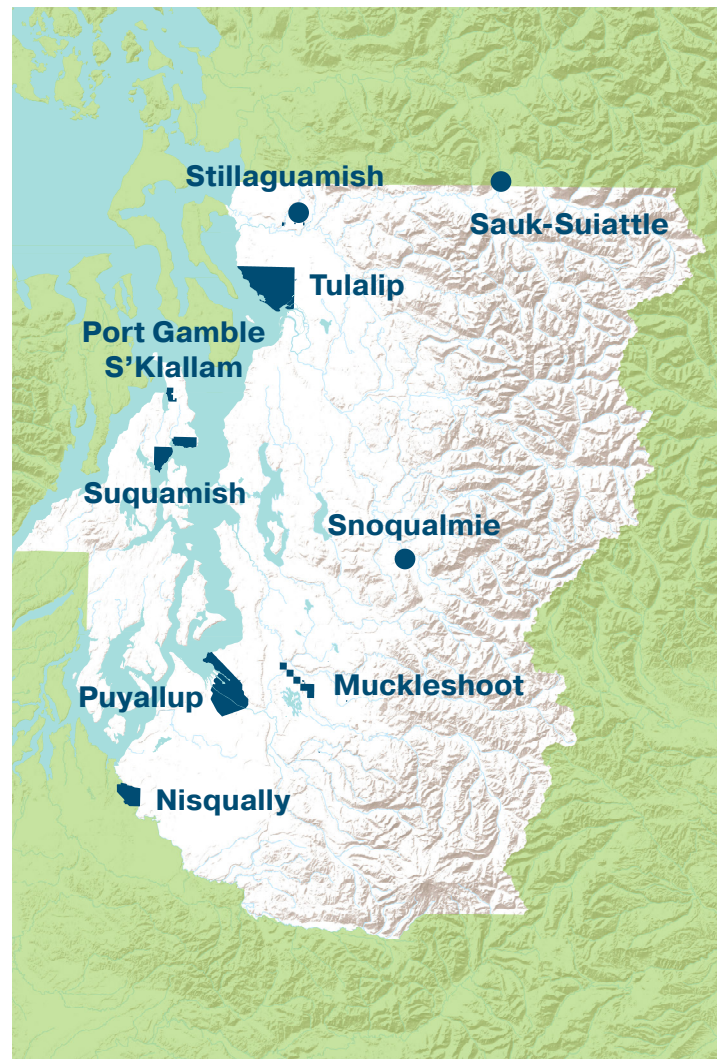 Stillaguamish
Sauk-Suiattle
Tulalip
Port Gamble
S’Klallam
Suquamish
Snoqualmie
Muckleshoot
Puyallup
Nisqually